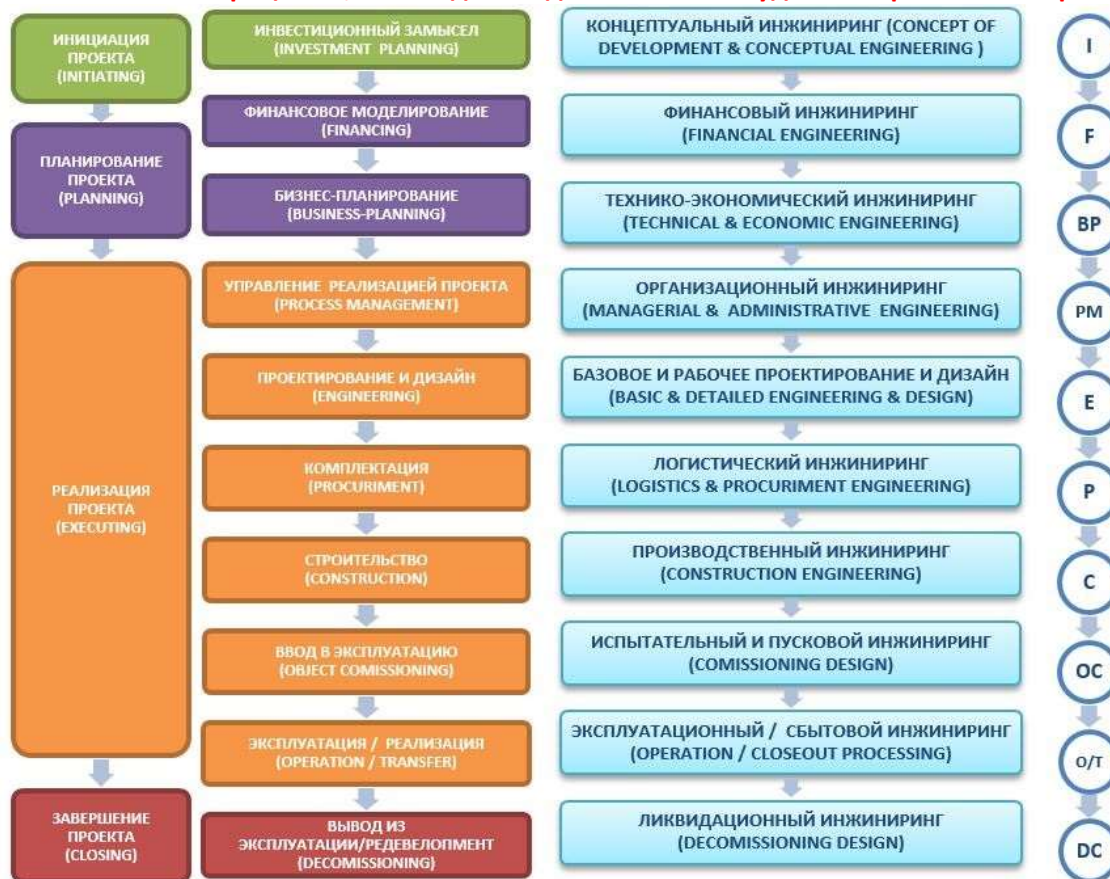 ИНИЦИАЦИЯ
ПРОЕКТА
(INITIATING)
ПЛАНИРОВАНИЕ
ПРОЕКТА
(PLANNING)
РЕАЛИЗАЦИЯ
ПРОЕКТА
(EXECUTING)
ЗАВЕРШЕНИЕ
ПРОЕКТА
(CLOSING)
ИНВЕСТИЦИОННЫЙ ЗАМЫСЕЛ
(INVESTMENT PLANNING)
ФИНАНСОВОЕ МОДЕЛИРОВАНИЕ
(FINANCING)
БИЗНЕС-ПЛАНИРОВАНИЕ
(BUSINESS-PLANNING)
УПРАВЛЕНИЕ РЕАЛИЗАЦИЕЙ ПРОЕКТА
(PROCESS MANAGEMENT)
ПРОЕКТИРОВАНИЕ И ДИЗАЙН
(ENGINEERING)
КОМПЛЕКТАЦИЯ
(PROCURIMENT)
СТРОИТЕЛЬСТВО
(CONSTRUCTION)
ВВОД В ЭКСПЛУАТАЦИЮ
(OBJECT COMISSIONING)
ЭКСПЛУАТАЦИЯ / РЕАЛИЗАЦИЯ
(OPERATION / TRANSFER)
ВЫВОД ИЗ
ЭКСПЛУАТАЦИИ/РЕДЕВЕЛОПМЕНТ
(DECOMISSIONING)
КОНЦЕПТУАЛЬНЫЙ ИНЖИНИРИНГ (CONCEPT OF
DEVELOPMENT & CONCEPTUAL ENGINEERING )
ФИНАНСОВЫЙ ИНЖИНИРИНГ
(FINANCIAL ENGINEERING)
ТЕХНИКО-ЭКОНОМИЧЕСКИЙ ИНЖИНИРИНГ
(TECHNICAL & ECONOMIC ENGINEERING)
ОРГАНИЗАЦИОННЫЙ ИНЖИНИРИНГ
(MANAGERIAL & ADMINISTRATIVE ENGINEERING)
БАЗОВОЕ И РАБОЧЕЕ ПРОЕКТИРОВАНИЕ И ДИЗАЙН
(BASIC & DETAILED ENGINEERING & DESIGN)
ЛОГИСТИЧЕСКИЙ ИНЖИНИРИНГ
(LOGISTICS & PROCURIMENT ENGINEERING)
ПРОИЗВОДСТВЕННЫЙ ИНЖИНИРИНГ
(CONSTRUCTION ENGINEERING)
ИСПЫТАТЕЛЬНЫЙ И ПУСКОВОЙ ИНЖИНИРИНГ
(COMISSIONING DESIGN)
ЭКСПЛУАТАЦИОННЫЙ / СБЫТОВОЙ ИНЖИНИРИНГ
(OPERATION / CLOSEOUT PROCESSING)
ЛИКВИДАЦИОННЫЙ ИНЖИНИРИНГ
(DECOMISSIONING DESIGN)
I
F
BP
PM
E
P
C
OC
O/T
DC